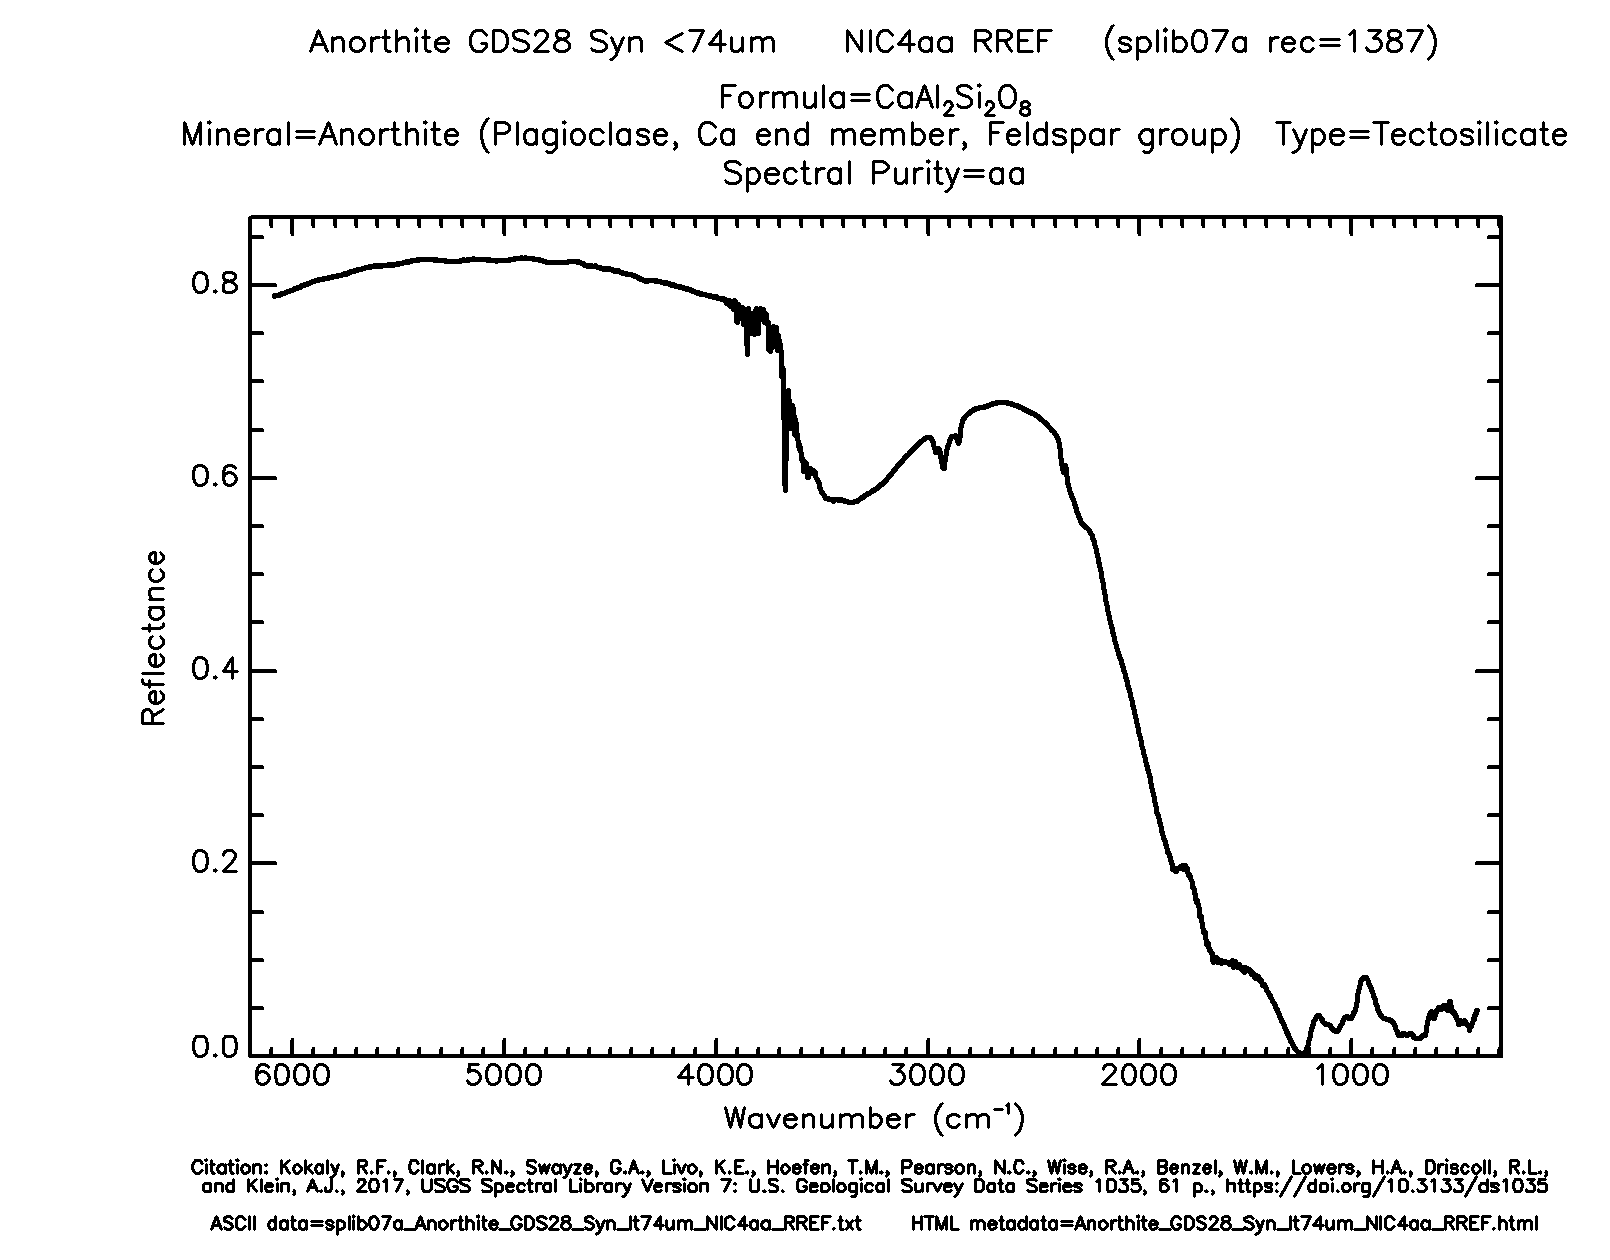 Anorthite GDS28 Syn <74um NIC4aa RREF (splib07a rec=1387)
Formula=CaAl₂Si₂O₈
Mineral=Anorthite (Plagioclase, Ca end member, Feldspar group) Type=Tectosilicate
Spectral Purity=aa
0.8
0.6
0.4
0.2
0.0
Reflectance
6000 5000 4000 3000 2000 1000
Wavenumber (cm⁻¹)
Citation: Kokaly, R.F., Clark, R.N., Swayze, G.A., Livo, K.E., Hoefen, T.M., Pearson, N.C., Wise, R.A., Benzel, W.M., Lowers, H.A., Driscoll, R.L.,
and Klein, A.J., 2017, USGS Spectral Library Version 7: U.S. Geological Survey Data Series 1035, 61 p., https://doi.org/10.3133/ds1035
ASCII data=splib07a_Anorthite_GDS28_Syn_lt74um_NIC4aa_RREF.txt HTML metadata=Anorthite_GDS28_Syn_lt74um_NIC4aa_RREF.html